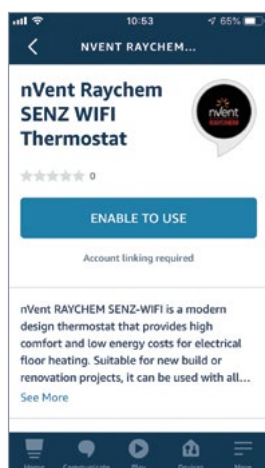 10:53
65%
NVENT RAYCHEM...
nVent Raychem
SENZ WIFI
Thermostat
nvent
RAYCHEM
0
ENABLE TO USE
Account linking required
nVent RAYCHEM SENZ-WIFI is a modern
design thermostat that provides high
comfort and low energy costs for electrical
floor heating. Suitable for new build or
renovation projects, it can be used with all...
See More
Home Communicate Play Devices More